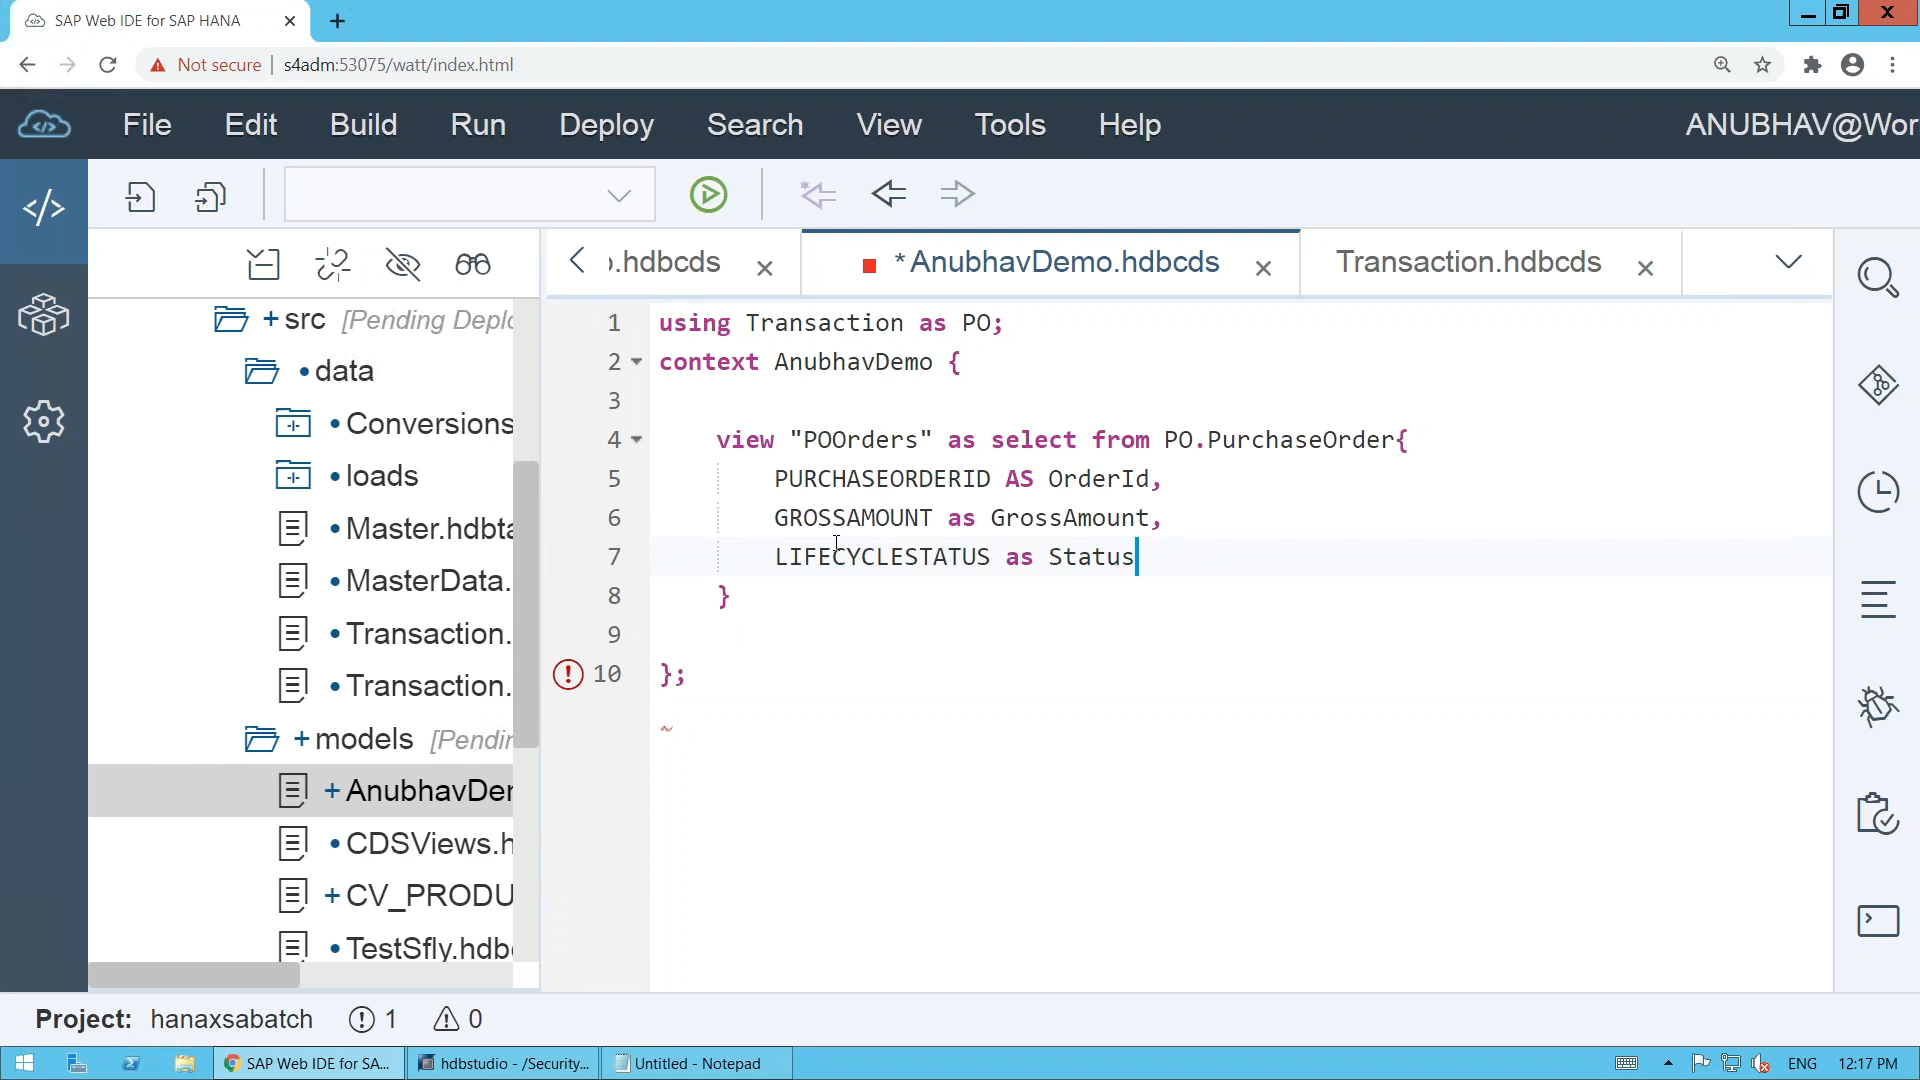 SAP Web IDE for SAP HANA
Not secure
s4adm:53075/watt/index.html
File Edit Build Run Deploy Search View Tools Help
ANUBHAV@Wor
.hdbcds
*AnubhavDemo.hdbcds
Transaction.hdbcds
+ src [Pending Deplo
data
Conversions
loads
Master.hdbta
MasterData.
Transaction.
Transaction.
+ models [Pendin
+ AnubhavDem
CDSViews.h
+ CV_PRODU
TestSfly.hdbc
1 using Transaction as PO;
2 context AnubhavDemo {
3
4 view "POOrders" as select from PO.PurchaseOrder{
5 PURCHASEORDERID AS OrderId,
6 GROSSAMOUNT as GrossAmount,
7 LIFECYCLESTATUS as Status
8 }
9
10 };
Project: hanaxsabatch 1 0
SAP Web IDE for SA...
hdbstudio - /Security...
Untitled - Notepad
ENG
12:17 PM